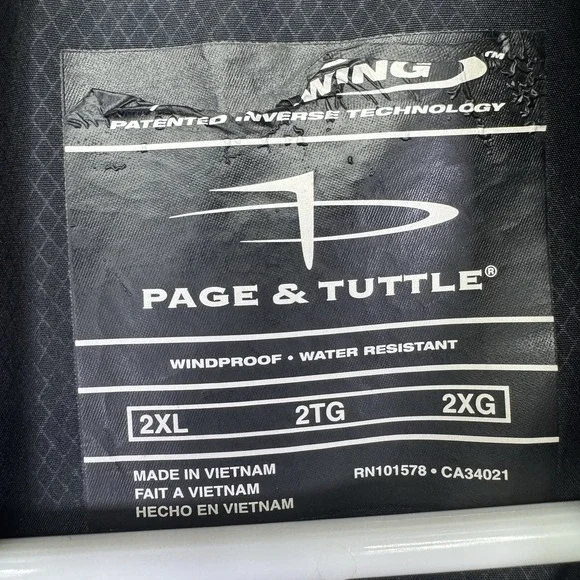 WING™
PATENTED INVERSE TECHNOLOGY
PAGE & TUTTLE®
WINDPROOF • WATER RESISTANT
2XL 2TG 2XG
MADE IN VIETNAM RN101578 • CA34021
FAIT A VIETNAM
HECHO EN VIETNAM